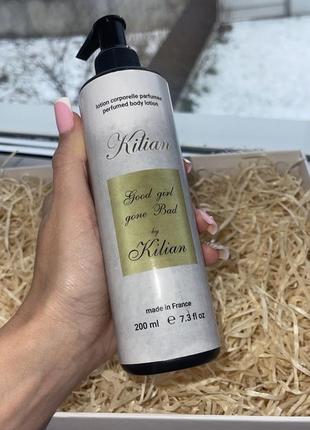 lotion corporelle parfumée
perfumed body lotion
Kilian
Good girl
gone Bad
by
Kilian
made in France
200 ml ℮ 7.3 fl oz